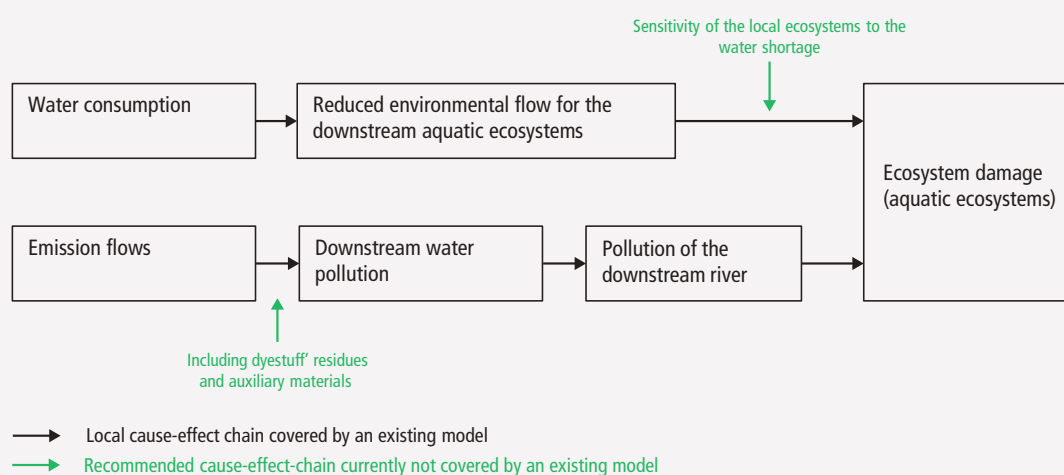 Sensitivity of the local ecosystems to the
water shortage
Water consumption
Reduced environmental flow for the
downstream aquatic ecosystems
Ecosystem damage
(aquatic ecosystems)
Emission flows
Downstream water
pollution
Pollution of the
downstream river
Including dyestuff’ residues
and auxiliary materials
Local cause-effect chain covered by an existing model
Recommended cause-effect-chain currently not covered by an existing model